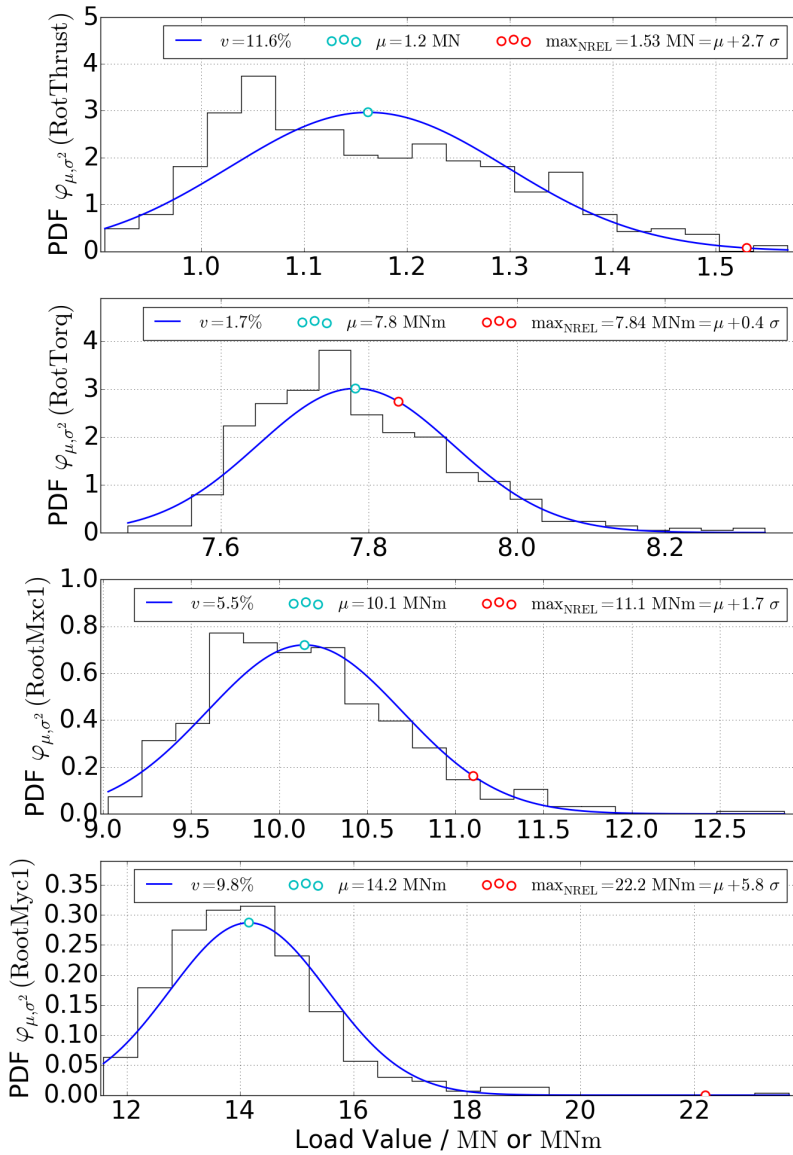 5
4
3
2
1
0
PDF φμ,σ² (RotThrust)
v=11.6% μ=1.2 MN max_NREL=1.53 MN=μ+2.7 σ
1.0 1.1 1.2 1.3 1.4 1.5
4
3
2
1
0
PDF φμ,σ² (RotTorq)
v=1.7% μ=7.8 MNm max_NREL=7.84 MNm=μ+0.4 σ
7.6 7.8 8.0 8.2
1.0
0.8
0.6
0.4
0.2
0.0
PDF φμ,σ² (RootMxc1)
v=5.5% μ=10.1 MNm max_NREL=11.1 MNm=μ+1.7 σ
9.0 9.5 10.0 10.5 11.0 11.5 12.0 12.5
0.35
0.30
0.25
0.20
0.15
0.10
0.05
0.00
PDF φμ,σ² (RootMyc1)
v=9.8% μ=14.2 MNm max_NREL=22.2 MNm=μ+5.8 σ
12 14 16 18 20 22
Load Value / MN or MNm